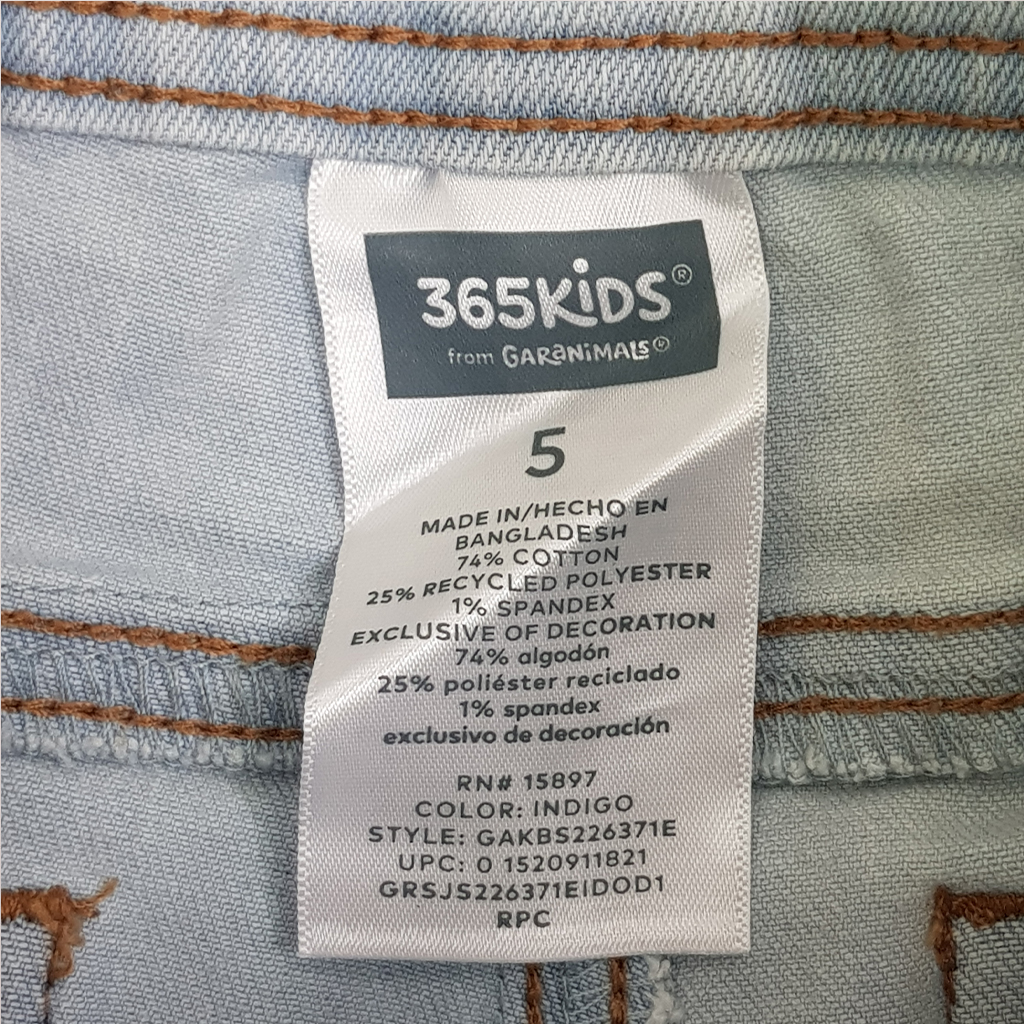 365KiDS®
from GARaNiMALS®
5
MADE IN/HECHO EN
BANGLADESH
74% COTTON
25% RECYCLED POLYESTER
1% SPANDEX
EXCLUSIVE OF DECORATION
74% algodón
25% poliéster reciclado
1% spandex
exclusivo de decoración
RN# 15897
COLOR: INDIGO
STYLE: GAKBS226371E
UPC: 0 1520911821
GRSJS226371EIDOD1
RPC